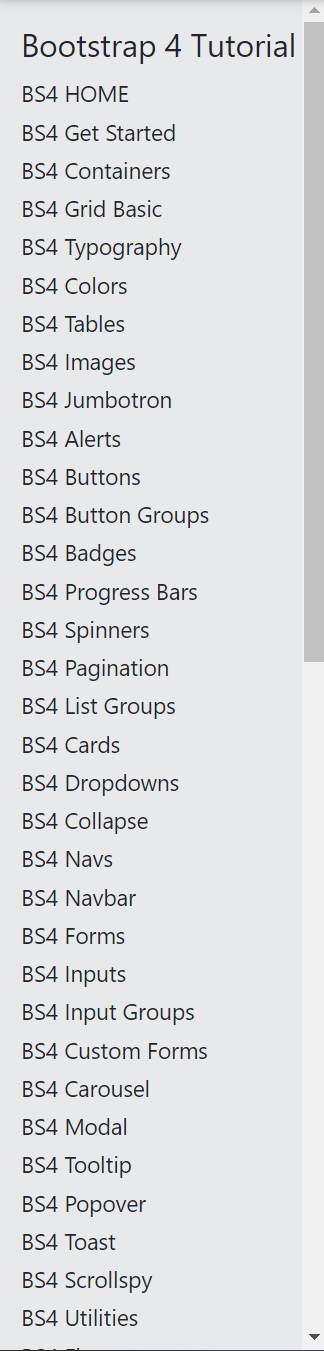 Bootstrap 4 Tutorial
BS4 HOME
BS4 Get Started
BS4 Containers
BS4 Grid Basic
BS4 Typography
BS4 Colors
BS4 Tables
BS4 Images
BS4 Jumbotron
BS4 Alerts
BS4 Buttons
BS4 Button Groups
BS4 Badges
BS4 Progress Bars
BS4 Spinners
BS4 Pagination
BS4 List Groups
BS4 Cards
BS4 Dropdowns
BS4 Collapse
BS4 Navs
BS4 Navbar
BS4 Forms
BS4 Inputs
BS4 Input Groups
BS4 Custom Forms
BS4 Carousel
BS4 Modal
BS4 Tooltip
BS4 Popover
BS4 Toast
BS4 Scrollspy
BS4 Utilities